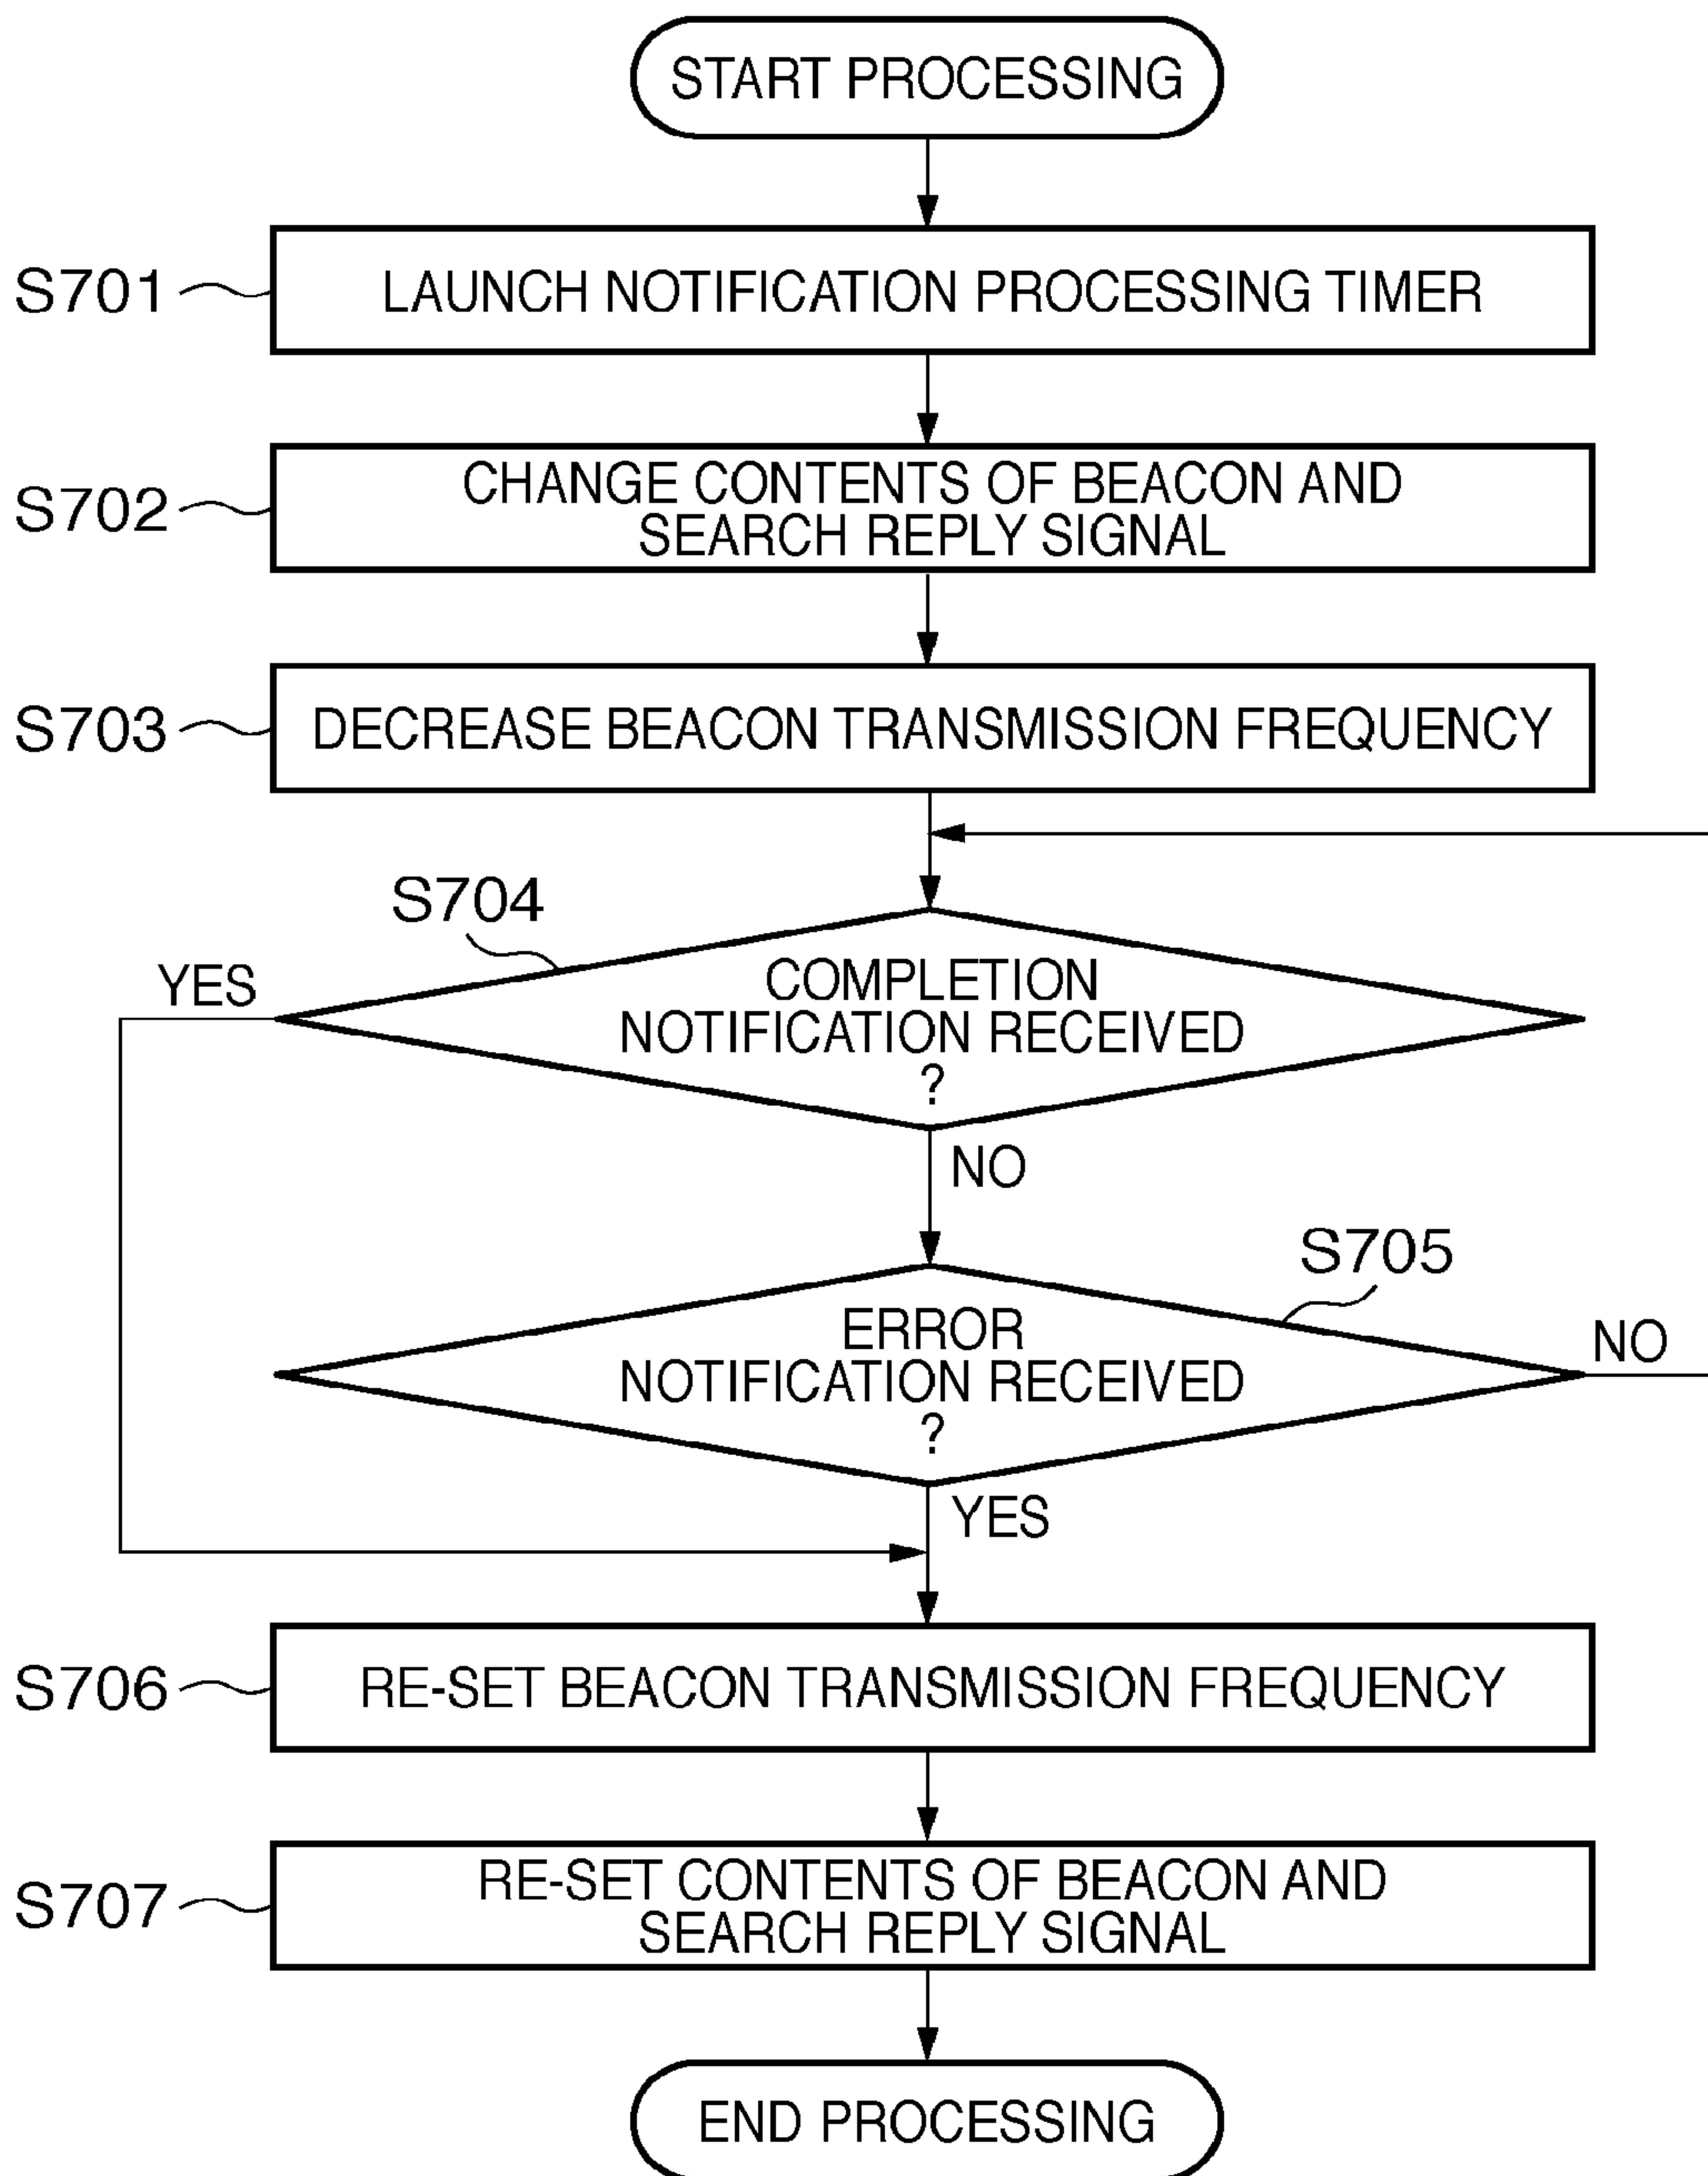 START PROCESSING
S701
LAUNCH NOTIFICATION PROCESSING TIMER
S702
CHANGE CONTENTS OF BEACON AND
SEARCH REPLY SIGNAL
S703
DECREASE BEACON TRANSMISSION FREQUENCY
S704
YES
COMPLETION
NOTIFICATION RECEIVED
?
NO
S705
ERROR
NOTIFICATION RECEIVED
?
NO
YES
S706
RE-SET BEACON TRANSMISSION FREQUENCY
S707
RE-SET CONTENTS OF BEACON AND
SEARCH REPLY SIGNAL
END PROCESSING